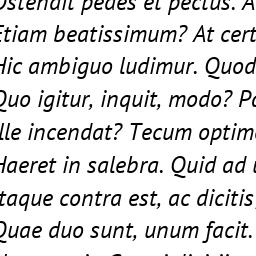 Ostendit pedes et pectus. A
Etiam beatissimum? At cert
Hic ambiguo ludimur. Quod
Quo igitur, inquit, modo? Pa
Ille incendat? Tecum optime
Haeret in salebra. Quid ad u
Itaque contra est, ac dicitis,
Quae duo sunt, unum facit.